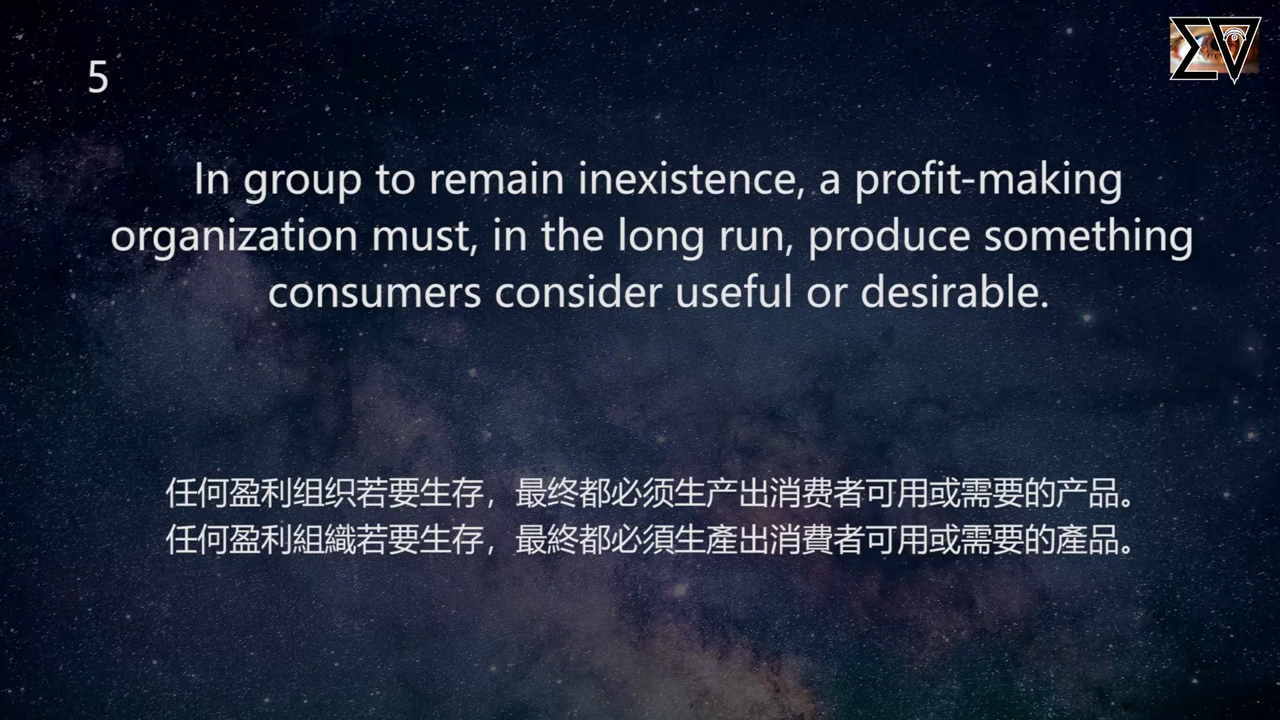 5
In group to remain inexistence, a profit-making
organization must, in the long run, produce something
consumers consider useful or desirable.
任何盈利组织若要生存，最终都必须生产出消费者可用或需要的产品。
任何盈利組織若要生存，最終都必須生產出消費者可用或需要的產品。